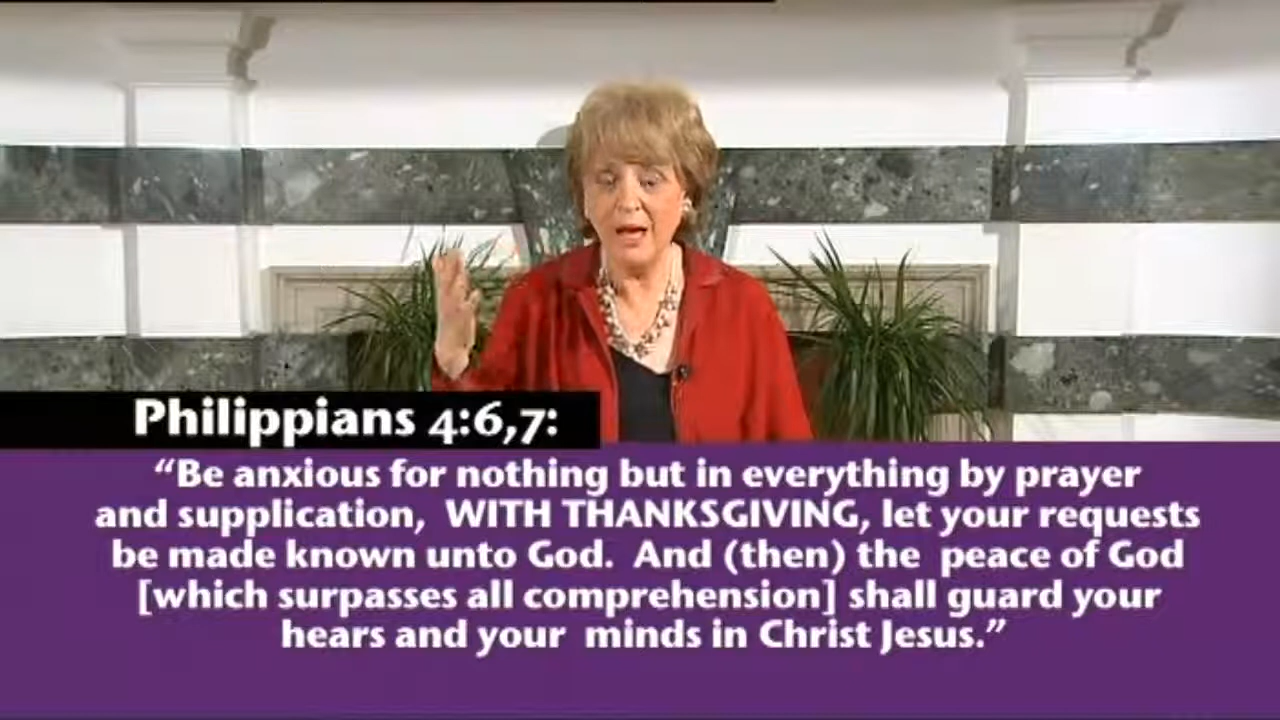 Philippians 4:6,7:
“Be anxious for nothing but in everything by prayer
and supplication, WITH THANKSGIVING, let your requests
be made known unto God. And (then) the peace of God
[which surpasses all comprehension] shall guard your
hears and your minds in Christ Jesus.”